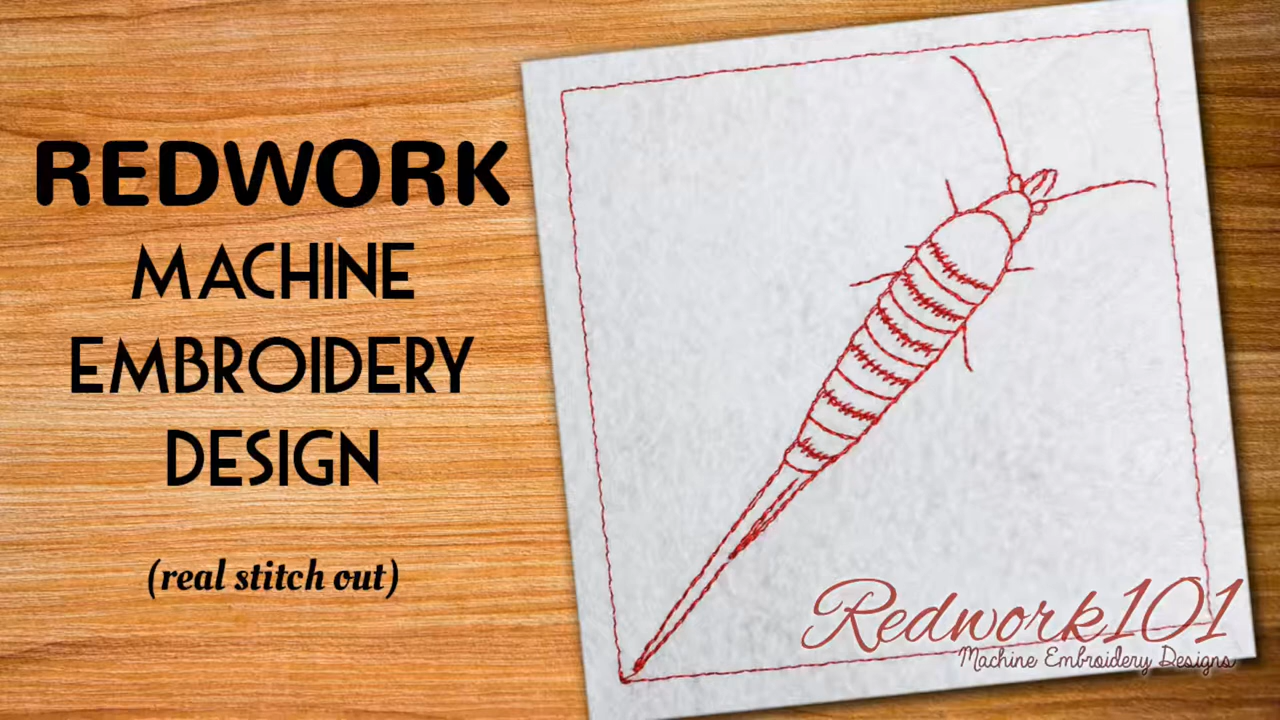 REDWORK
MACHINE
EMBROIDERY
DESIGN
(real stitch out)
Redwork101
Machine Embroidery Designs